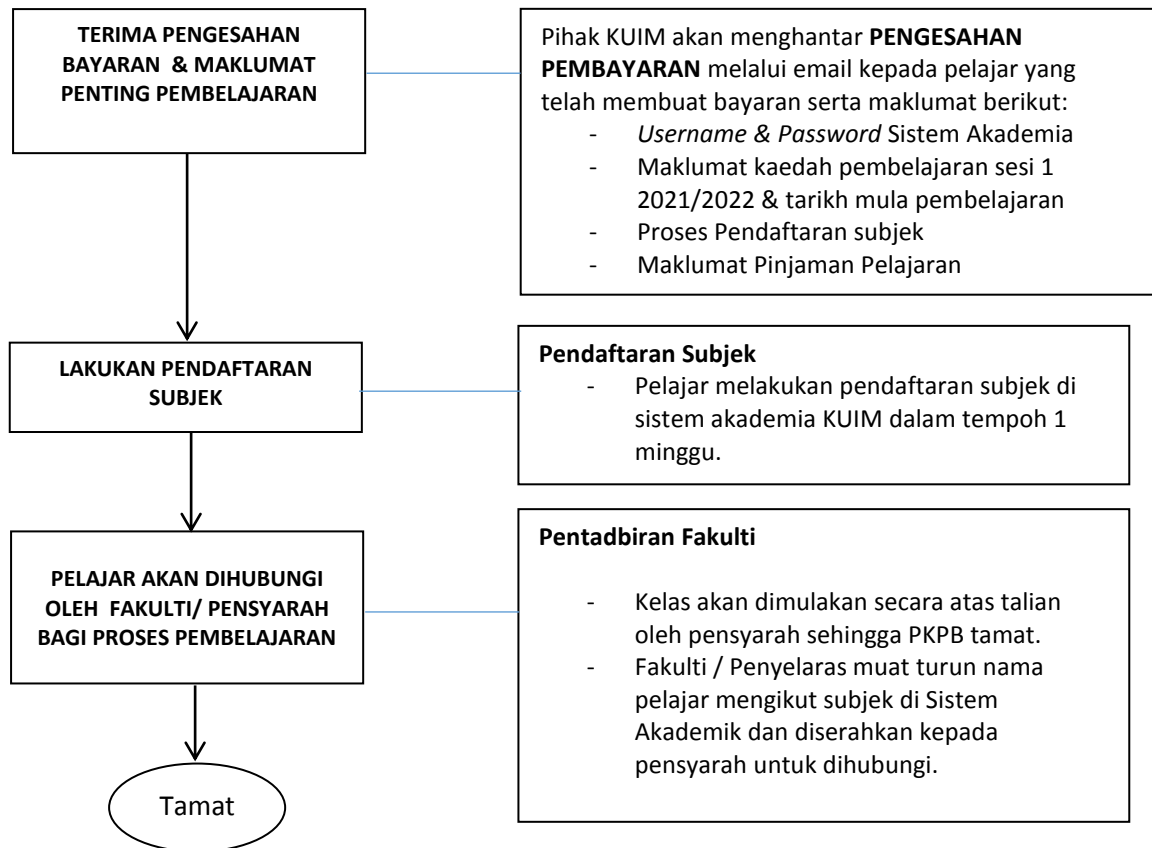 TERIMA PENGESAHAN
BAYARAN & MAKLUMAT
PENTING PEMBELAJARAN
Pihak KUIM akan menghantar PENGESAHAN
PEMBAYARAN melalui email kepada pelajar yang
telah membuat bayaran serta maklumat berikut:
- Username & Password Sistem Akademia
- Maklumat kaedah pembelajaran sesi 1
2021/2022 & tarikh mula pembelajaran
- Proses Pendaftaran subjek
- Maklumat Pinjaman Pelajaran
LAKUKAN PENDAFTARAN
SUBJEK
Pendaftaran Subjek
- Pelajar melakukan pendaftaran subjek di
sistem akademia KUIM dalam tempoh 1
minggu.
PELAJAR AKAN DIHUBUNGI
OLEH FAKULTI/ PENSYARAH
BAGI PROSES PEMBELAJARAN
Pentadbiran Fakulti
- Kelas akan dimulakan secara atas talian
oleh pensyarah sehingga PKPB tamat.
- Fakulti / Penyelaras muat turun nama
pelajar mengikut subjek di Sistem
Akademik dan diserahkan kepada
pensyarah untuk dihubungi.
Tamat